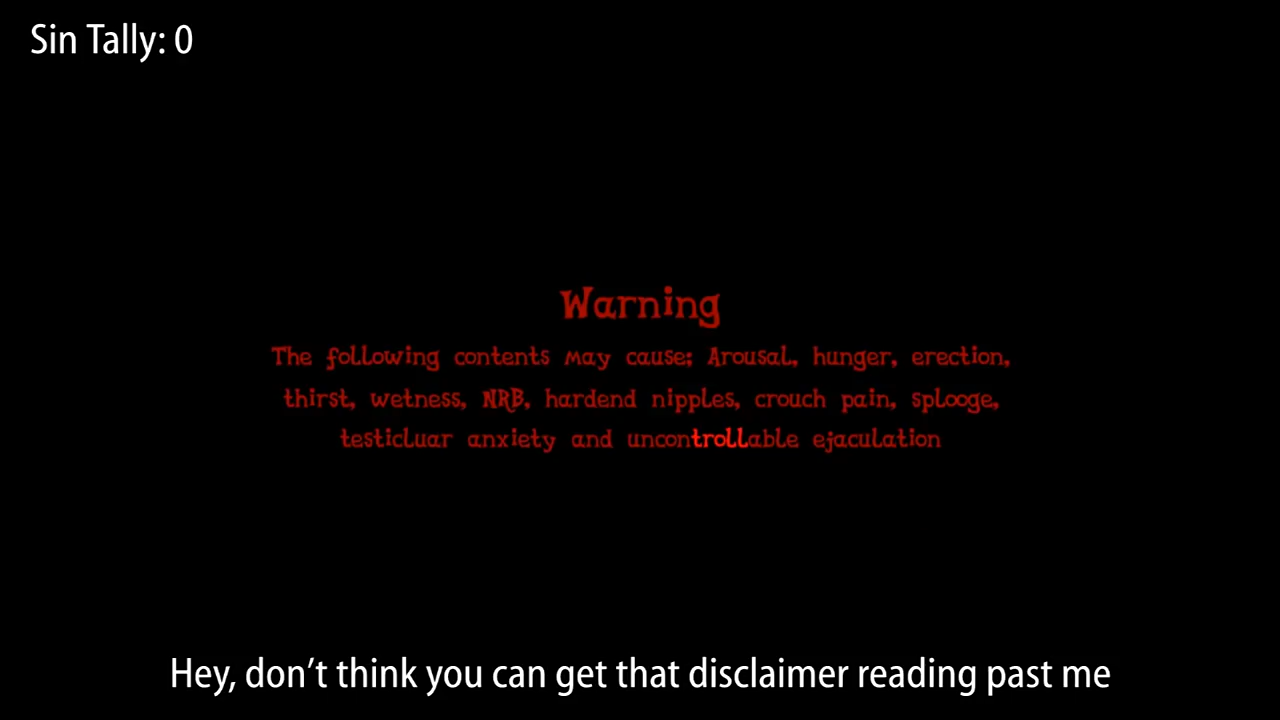 Sin Tally: 0
Warning
The following contents may cause: Arousal, hunger, erection,
thirst, wetness, NRB, hardend nipples, crouch pain, splooge,
testicluar anxiety and uncontrollable ejaculation
Hey, don’t think you can get that disclaimer reading past me